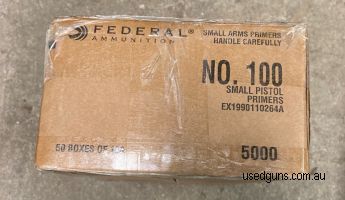 FEDERAL®
AMMUNITION
SMALL ARMS PRIMERS
HANDLE CAREFULLY
NO. 100
SMALL PISTOL
PRIMERS
EX1990110264A
50 BOXES OF 100
5000
usedguns.com.au